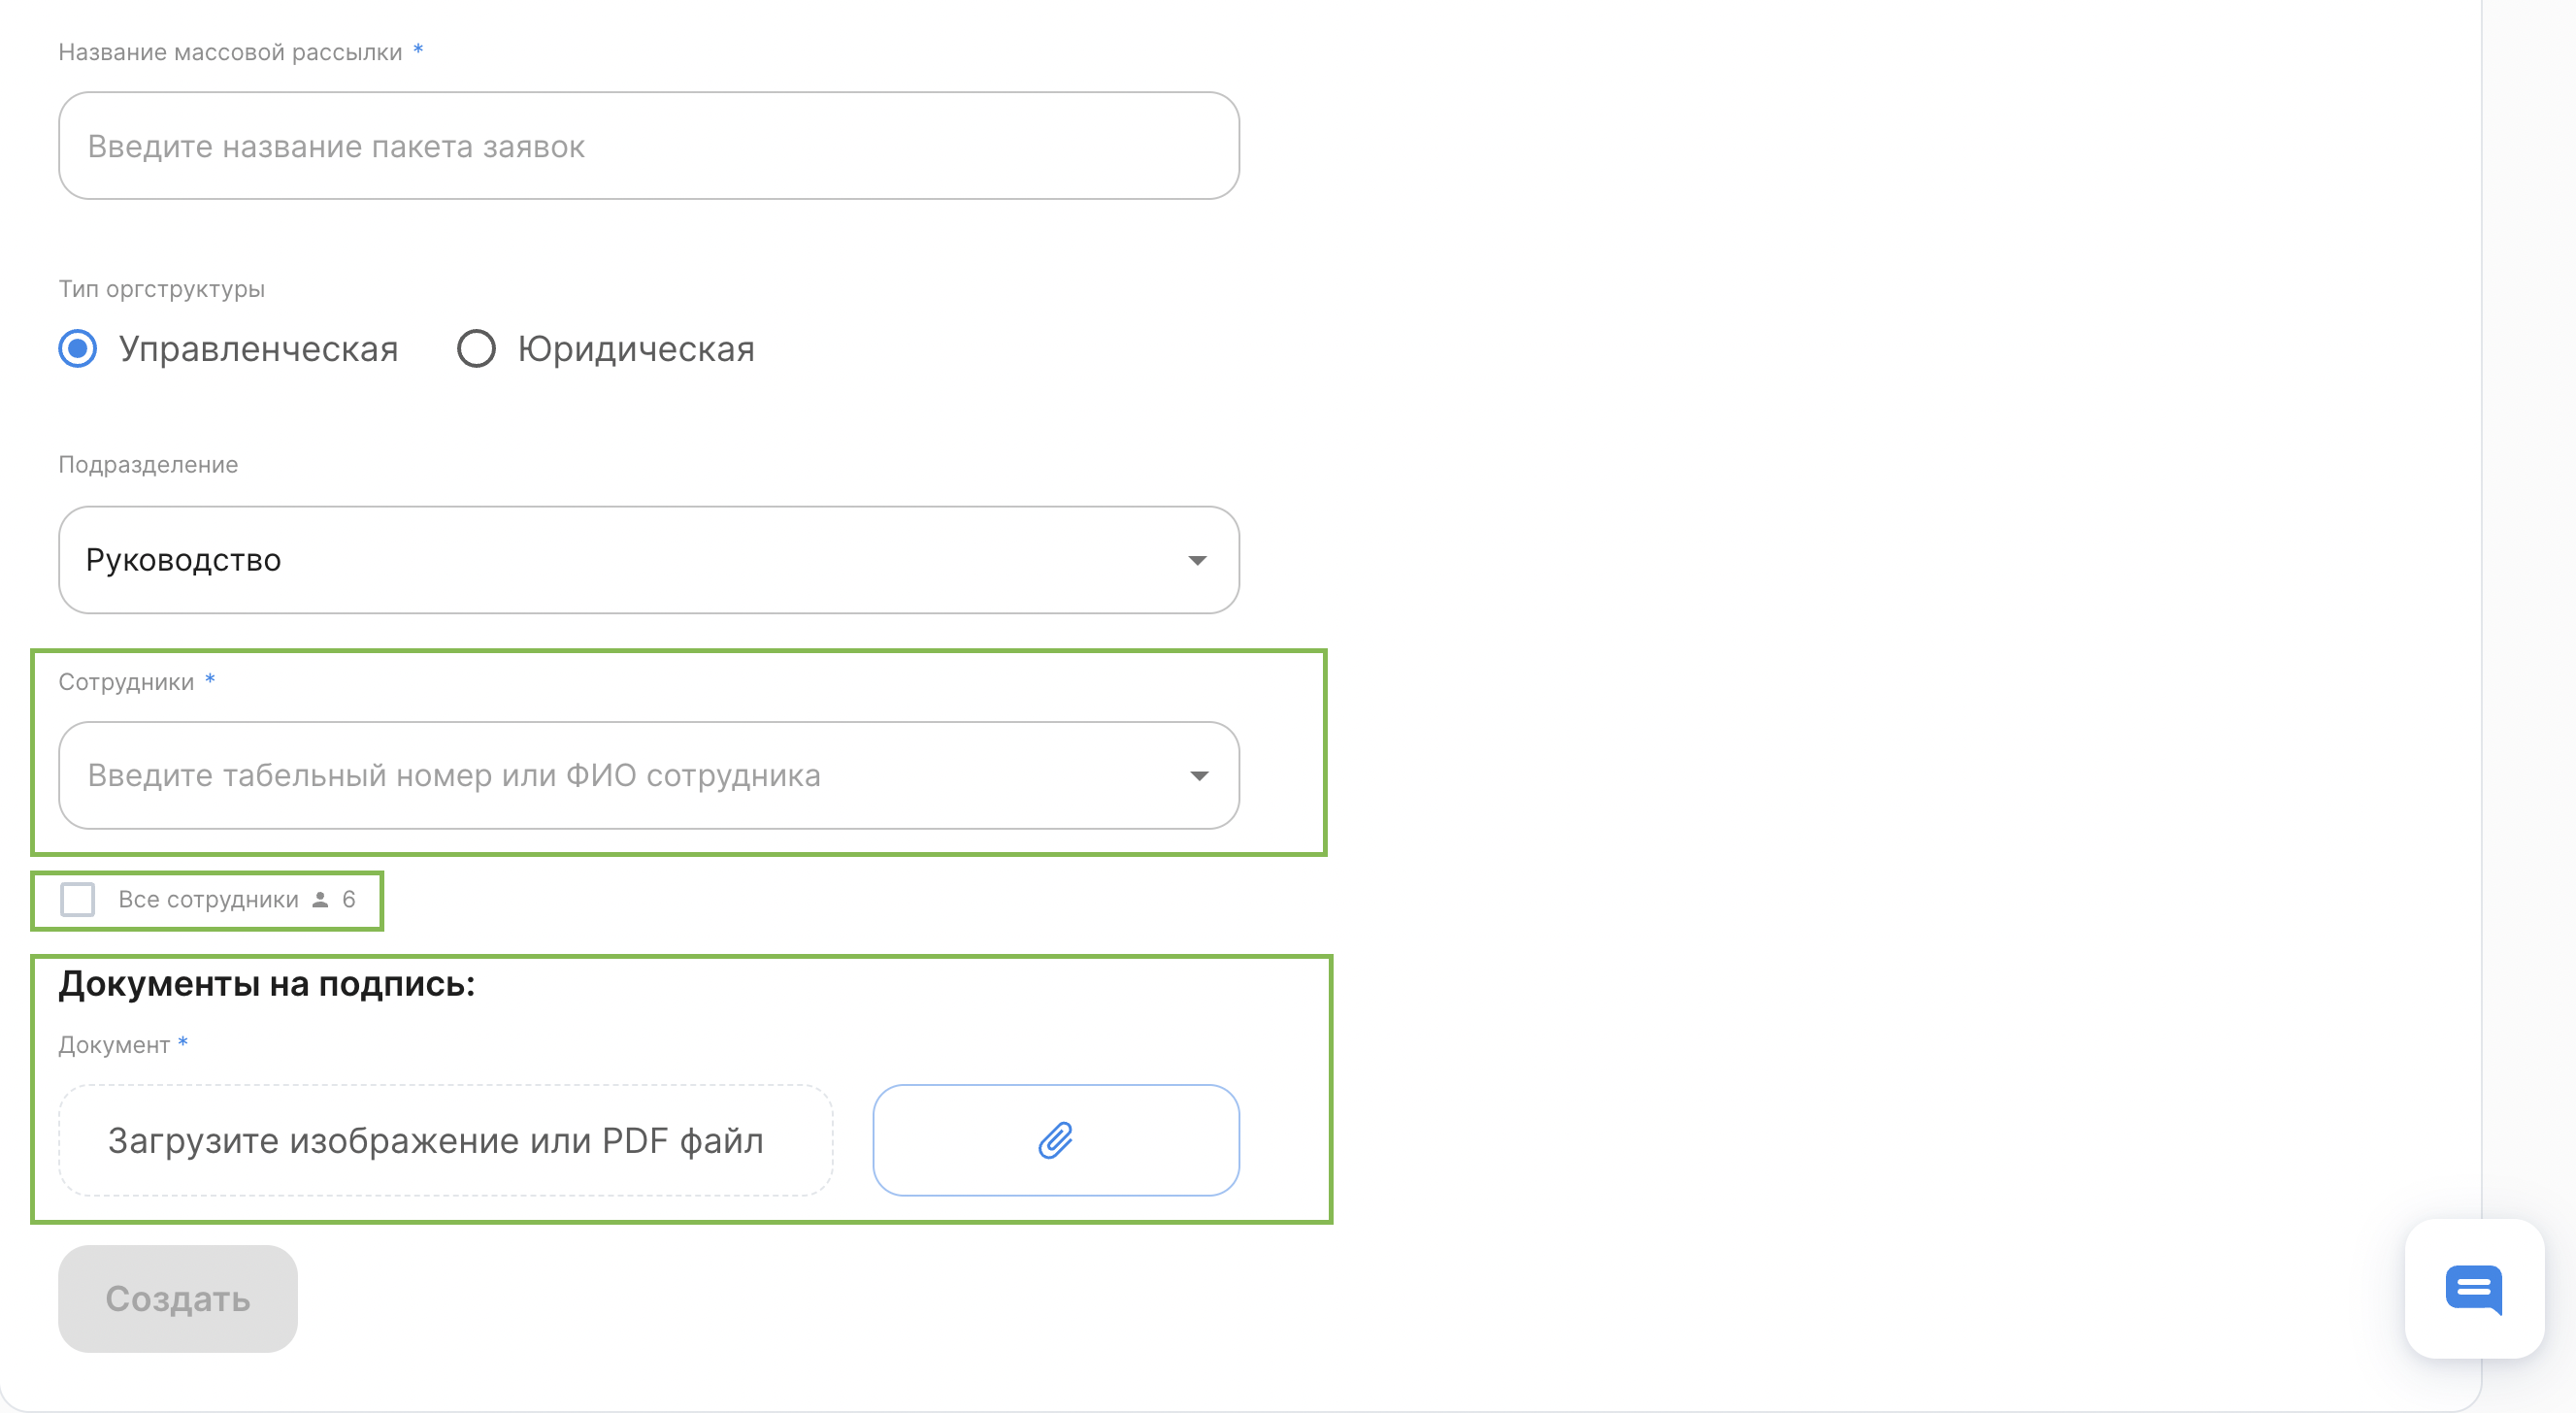 Название массовой рассылки *
Введите название пакета заявок
Тип оргструктуры
Управленческая Юридическая
Подразделение
Руководство
Сотрудники *
Введите табельный номер или ФИО сотрудника
Все сотрудники 6
Документы на подпись:
Документ *
Загрузите изображение или PDF файл
Создать